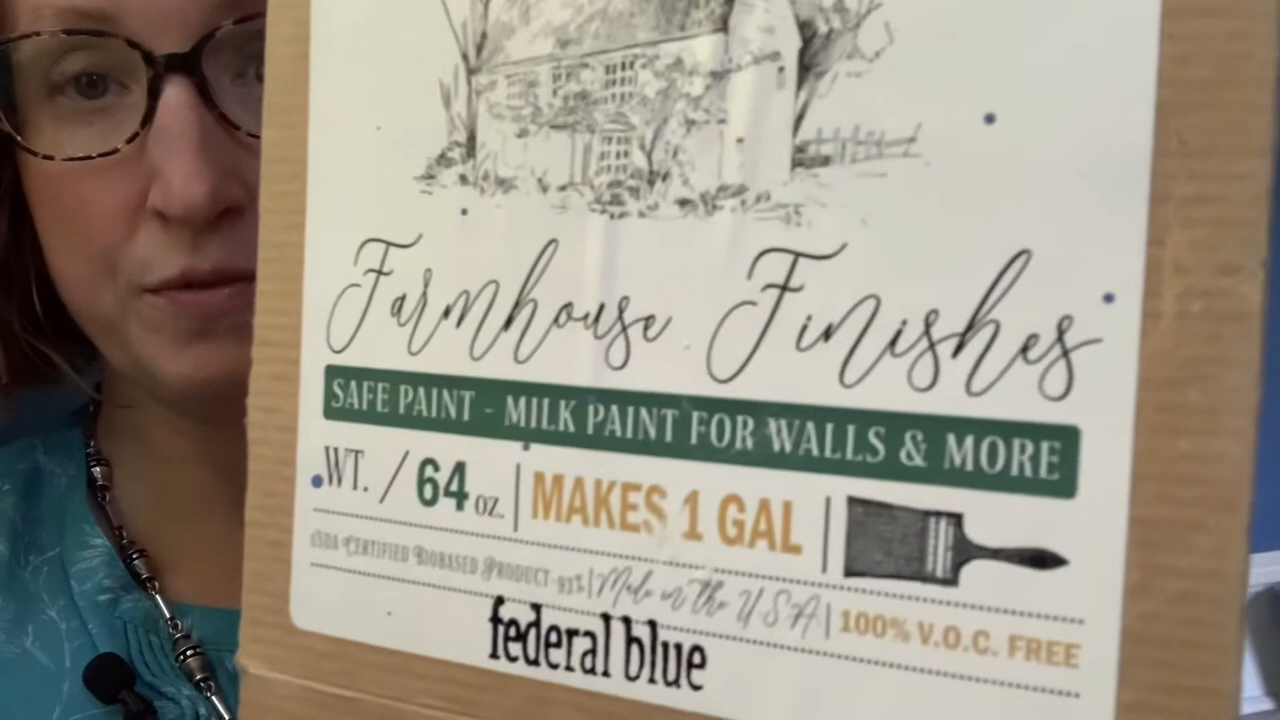 Farmhouse Finishes
SAFE PAINT - MILK PAINT FOR WALLS & MORE
WT. / 64 OZ. | MAKES 1 GAL
USDA CERTIFIED BIOBASED PRODUCT 93% | Made in the USA | 100% V.O.C. FREE
federal blue